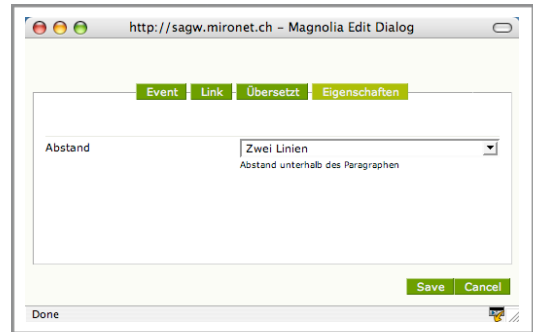 http://sagw.mironet.ch – Magnolia Edit Dialog
Event Link Übersetzt Eigenschaften
Abstand Zwei Linien
Abstand unterhalb des Paragraphen
Save Cancel
Done